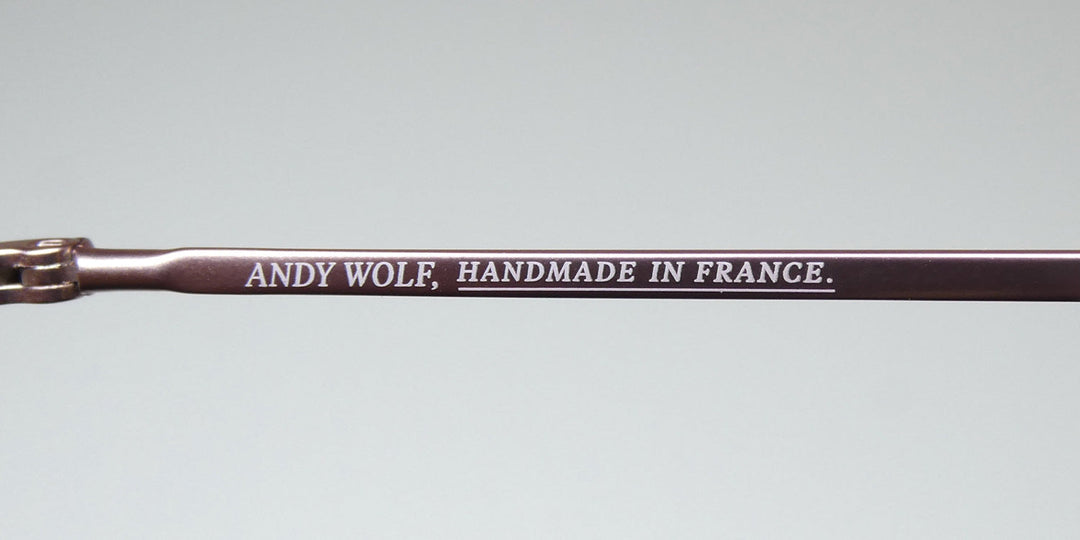 ANDY WOLF, HANDMADE IN FRANCE.